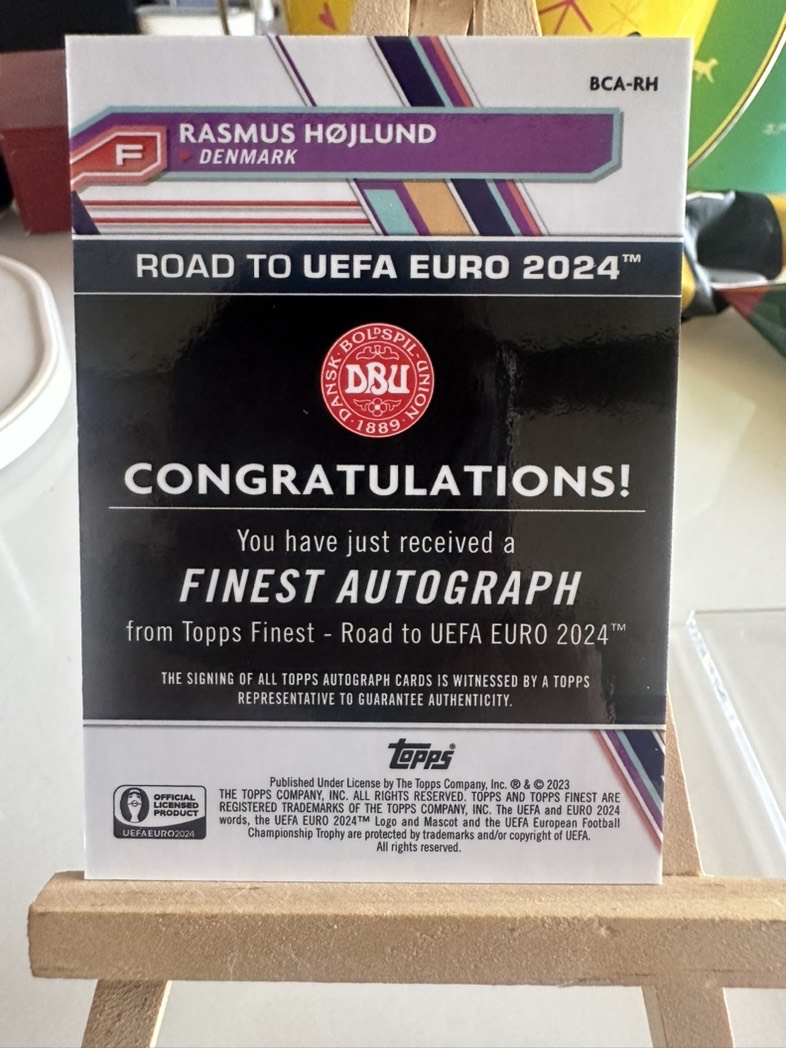 BCA-RH
F
RASMUS HØJLUND
DENMARK
ROAD TO UEFA EURO 2024™
DANSK·BOLDSPIL-UNION
DBU
·1889·
CONGRATULATIONS!
You have just received a
FINEST AUTOGRAPH
from Topps Finest - Road to UEFA EURO 2024™
THE SIGNING OF ALL TOPPS AUTOGRAPH CARDS IS WITNESSED BY A TOPPS
REPRESENTATIVE TO GUARANTEE AUTHENTICITY.
topps®
Published Under License by The Topps Company, Inc. ® & © 2023
THE TOPPS COMPANY, INC. ALL RIGHTS RESERVED. TOPPS AND TOPPS FINEST ARE
REGISTERED TRADEMARKS OF THE TOPPS COMPANY, INC. The UEFA and EURO 2024
words, the UEFA EURO 2024™ Logo and Mascot and the UEFA European Football
Championship Trophy are protected by trademarks and/or copyright of UEFA.
All rights reserved.
OFFICIAL
LICENSED
PRODUCT
UEFAEURO2024